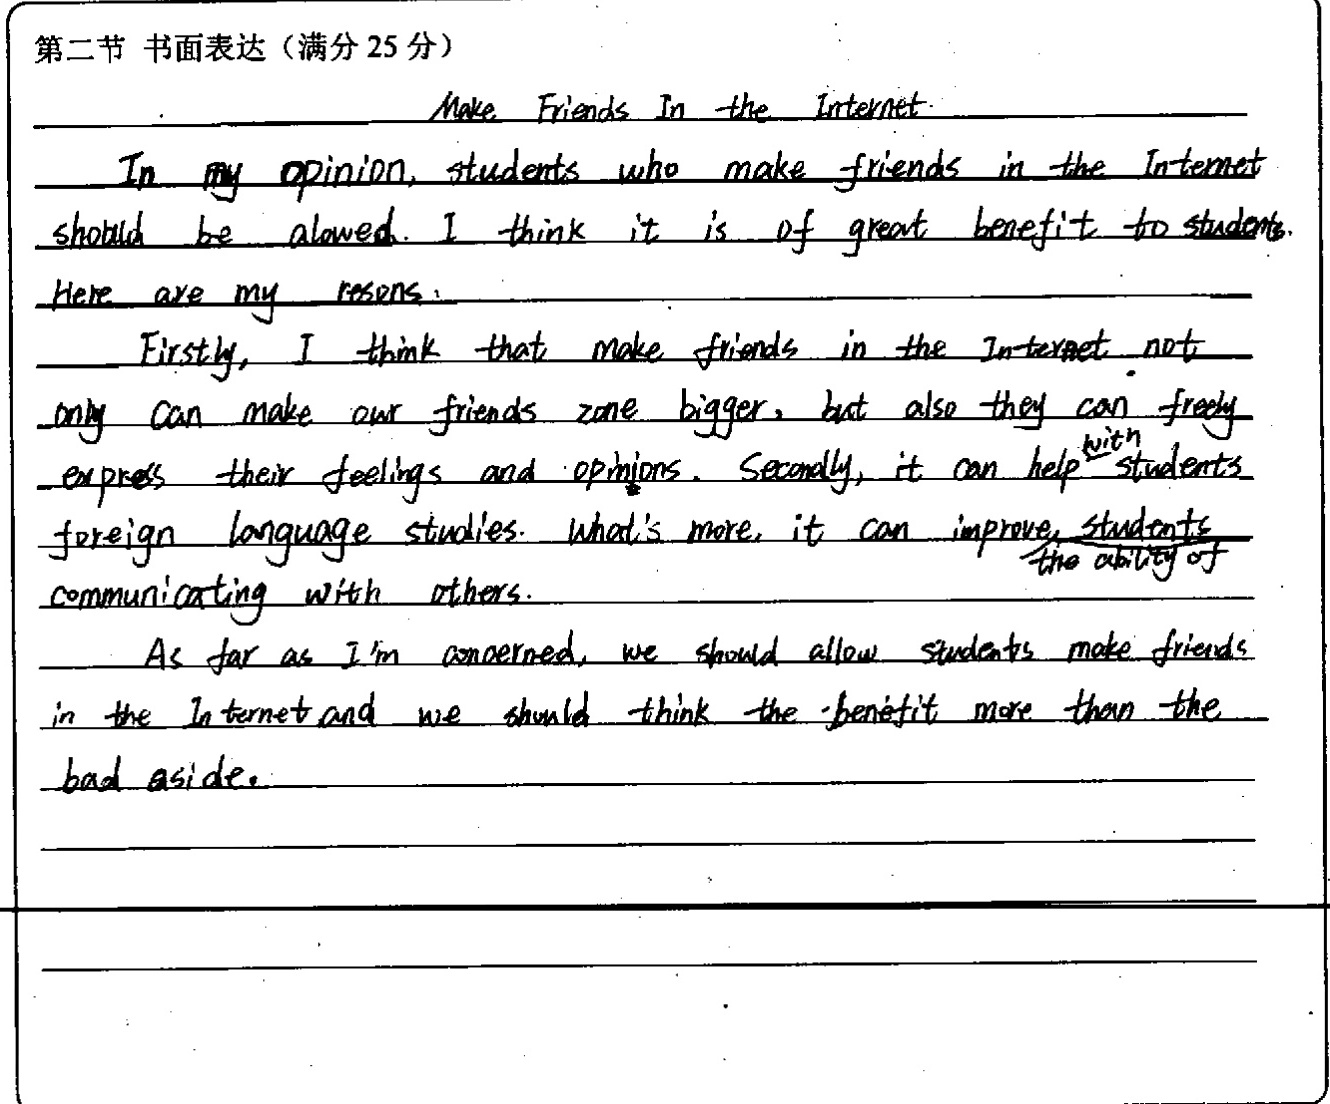 第二节 书面表达（满分 25 分）
Make Friends In the Internet.
In my opinion, students who make friends in the Internet
should be alowed. I think it is of great benefit to students.
Here are my resons:
Firstly, I think that make friends in the Internet not
only can make our friends zone bigger, but also they can freely
express their feelings and opinions. Secondly, it can help with students
foreign language studies. What's more, it can improve students the ability of
communicating with others.
As far as I'm concerned, we should allow students make friends
in the Internet and we should think the benefit more than the
bad aside.